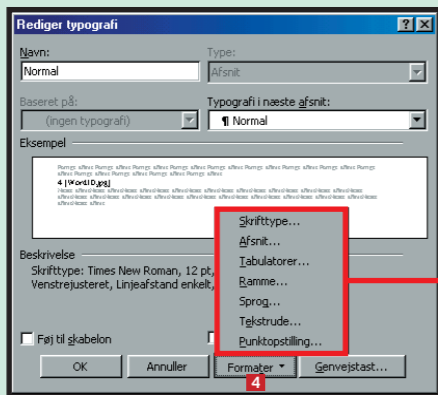 Rediger typografi
Navn:
Type:
Normal
Afsnit
Baseret på:
Typografi i næste afsnit:
(ingen typografi)
¶ Normal
Eksempel
4 [Word1D.jpg]
Skrifttype...
Afsnit...
Tabulatorer...
Ramme...
Sprog...
Tekstrude...
Punktopstilling...
Beskrivelse
Skrifttype: Times New Roman, 12 pt,
Venstrejusteret, Linjeafstand enkelt,
Føj til skabelon
OK
Annuller
Formater
Genvejstast...
4